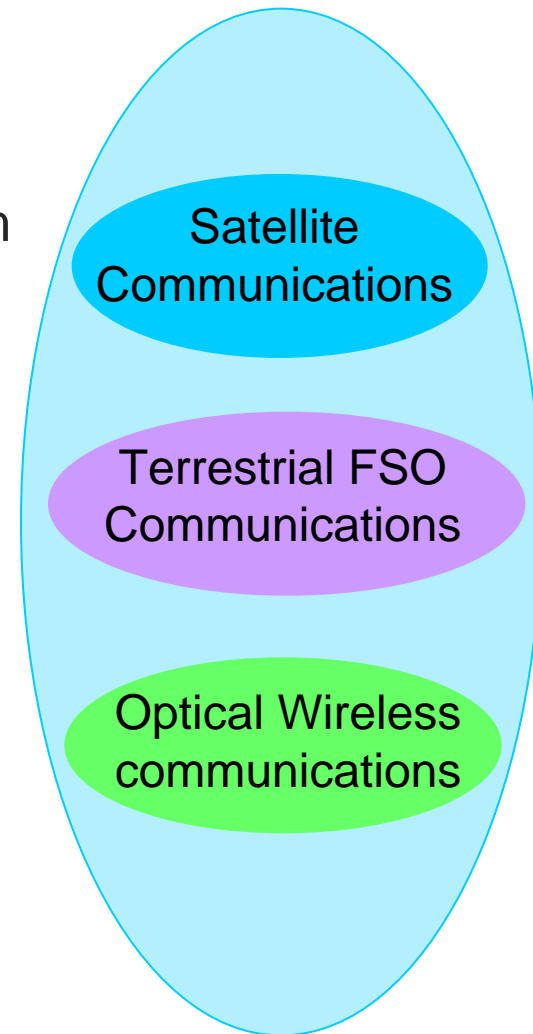 n
Satellite
Communications
Terrestrial FSO
Communications
Optical Wireless
communications